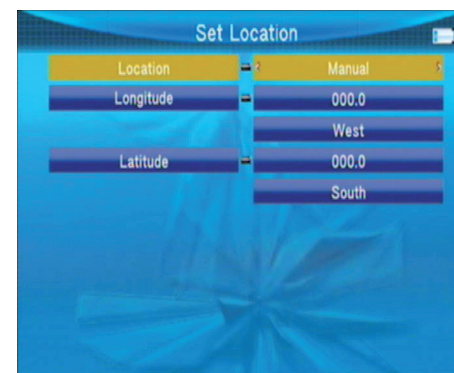 Set Location
Location Manual
Longitude 000.0
West
Latitude 000.0
South